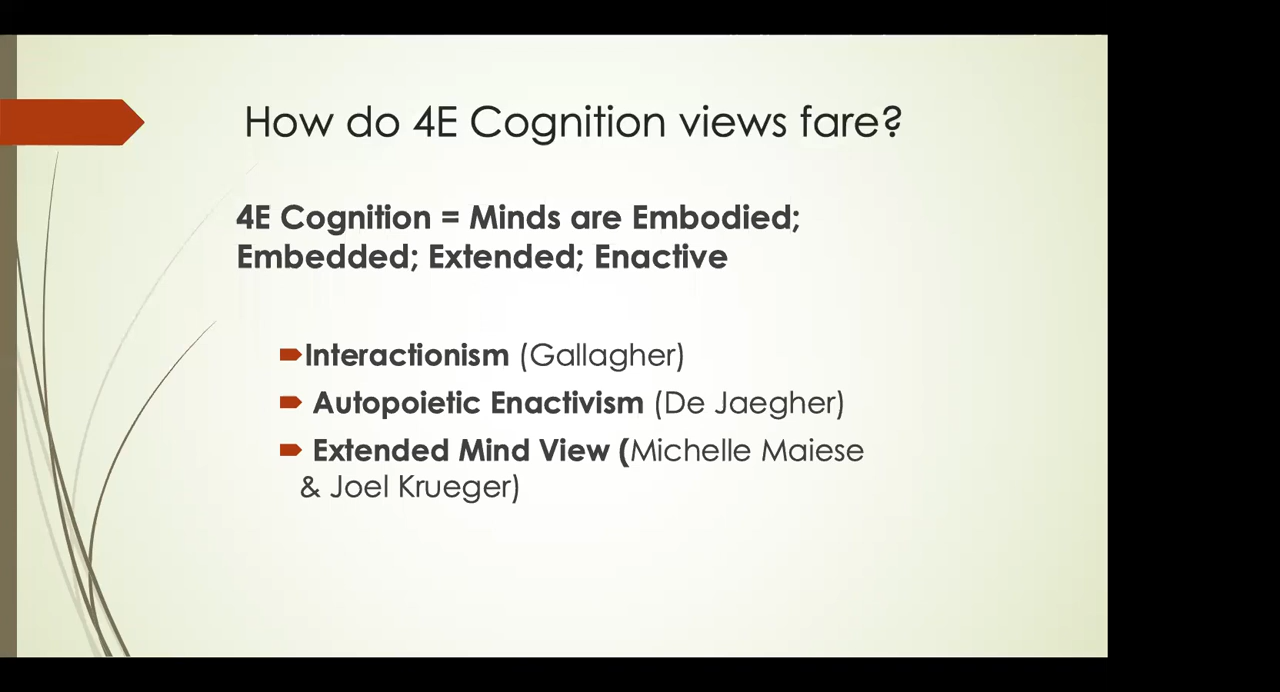 How do 4E Cognition views fare?
4E Cognition = Minds are Embodied;
Embedded; Extended; Enactive
Interactionism (Gallagher)
Autopoietic Enactivism (De Jaegher)
Extended Mind View (Michelle Maiese
& Joel Krueger)